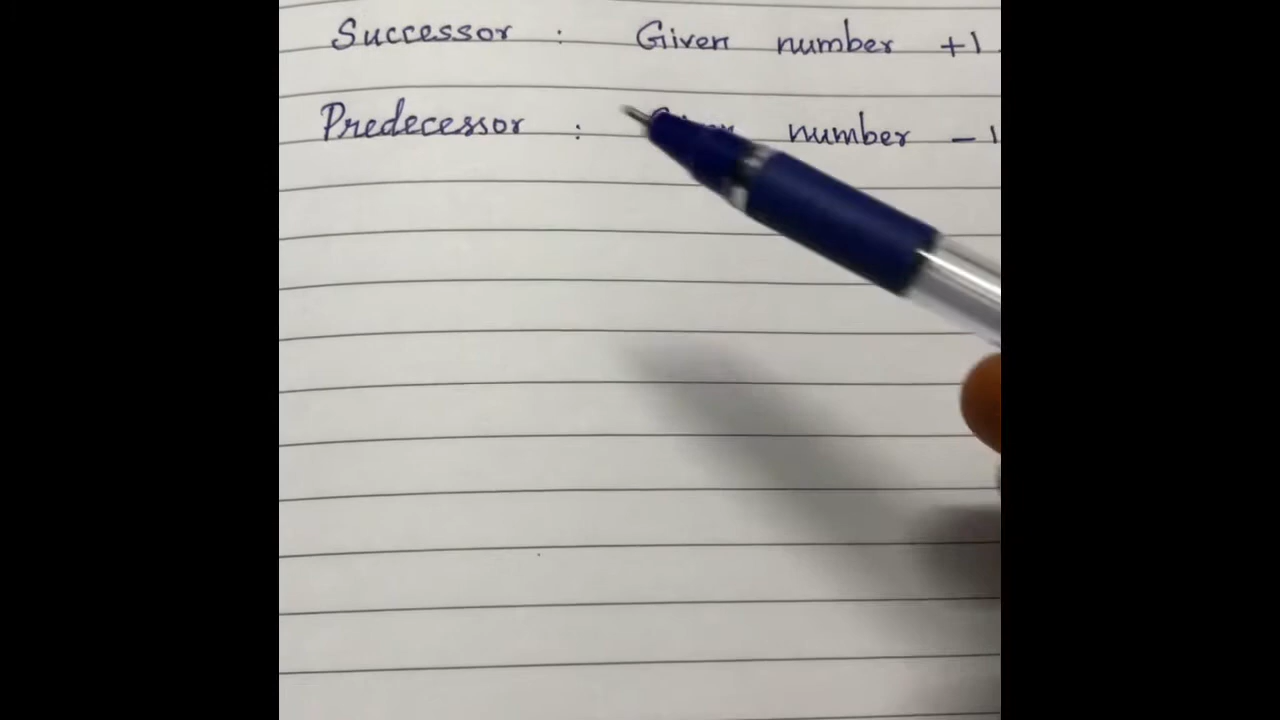 Successor : Given number +1
Predecessor : number - 1